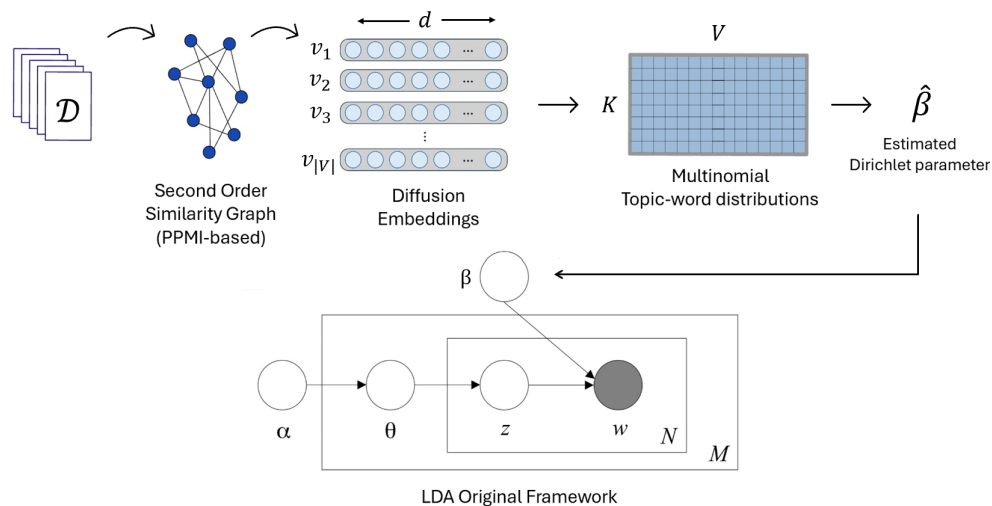 𝒟
Second Order
Similarity Graph
(PPMI-based)
d
v₁
v₂
v₃
⋮
v|V|
...
...
...
...
Diffusion
Embeddings
V
K
Multinomial
Topic-word distributions
β̂
Estimated
Dirichlet parameter
β
α
θ
z
w
N
M
LDA Original Framework